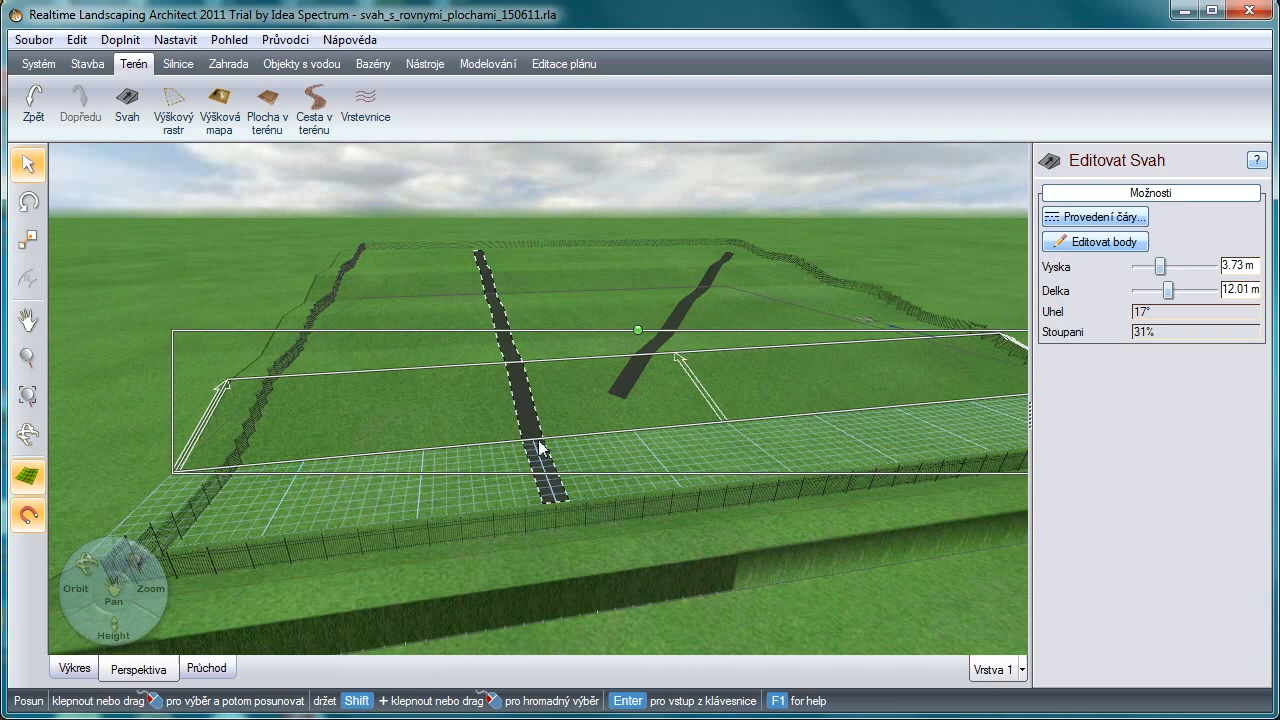 Realtime Landscaping Architect 2011 Trial by Idea Spectrum - svah_s_rovnymi_plochami_150611.rla
Soubor Edit Doplnit Nastavit Pohled Průvodci Nápověda
Systém Stavba Terén Silnice Zahrada Objekty s vodou Bazény Nástroje Modelování Editace plánu
Zpět Dopředu Svah Výškový rastr Výšková mapa Plocha v terénu Cesta v terénu Vrstevnice
Editovat Svah ?
Možnosti
Provedení čáry...
Editovat body
Vyska 3.73 m
Delka 12.01 m
Uhel 17°
Stoupani 31%
Orbit Zoom
Pan
Height
Výkres Perspektiva Průchod Vrstva 1
Posun klepnout nebo drag pro výběr a potom posunovat držet Shift + klepnout nebo drag pro hromadný výběr Enter pro vstup z klávesnice F1 for help